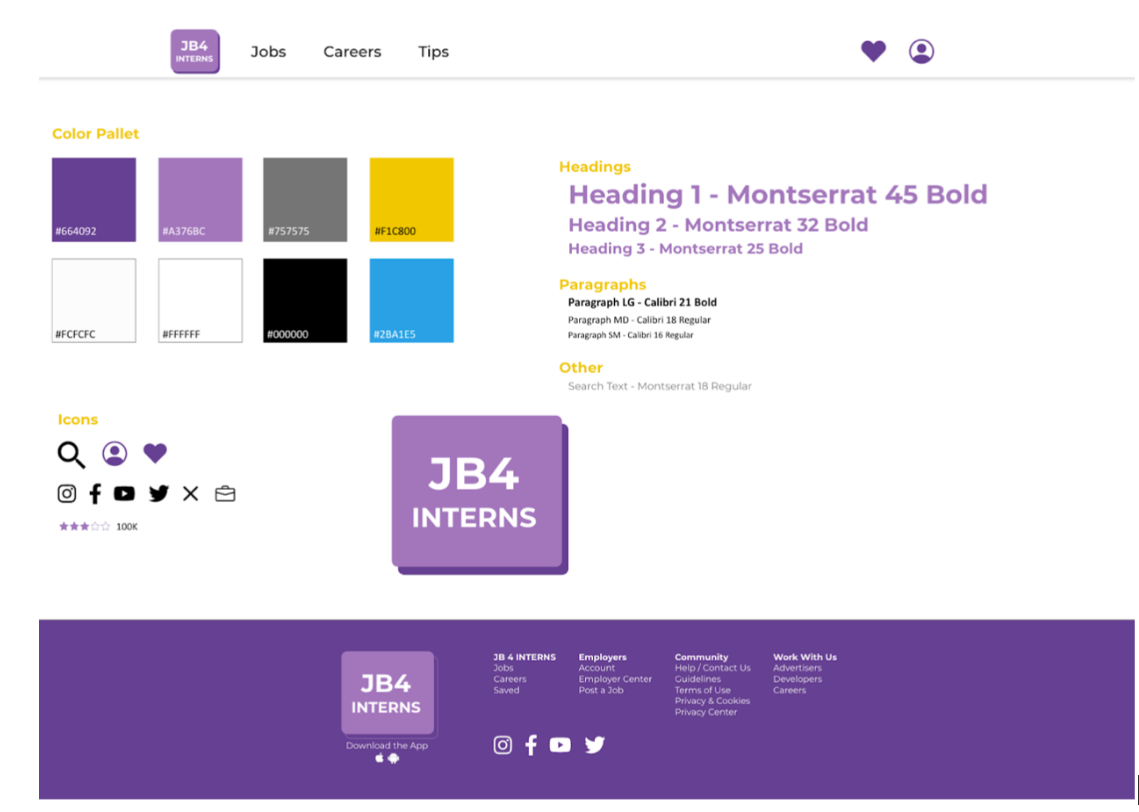 JB4
INTERNS
Jobs
Careers
Tips
Color Pallet
#664092
#A376BC
#757575
#F1C800
#FCFCFC
#FFFFFF
#000000
#2BA1E5
Headings
Heading 1 - Montserrat 45 Bold
Heading 2 - Montserrat 32 Bold
Heading 3 - Montserrat 25 Bold
Paragraphs
Paragraph LG - Calibri 21 Bold
Paragraph MD - Calibri 18 Regular
Paragraph SM - Calibri 16 Regular
Other
Search Text - Montserrat 18 Regular
Icons
100K
JB4
INTERNS
JB4
INTERNS
Download the App
JB 4 INTERNS
Jobs
Careers
Saved
Employers
Account
Employer Center
Post a Job
Community
Help / Contact Us
Guidelines
Terms of Use
Privacy & Cookies
Privacy Center
Work With Us
Advertisers
Developers
Careers